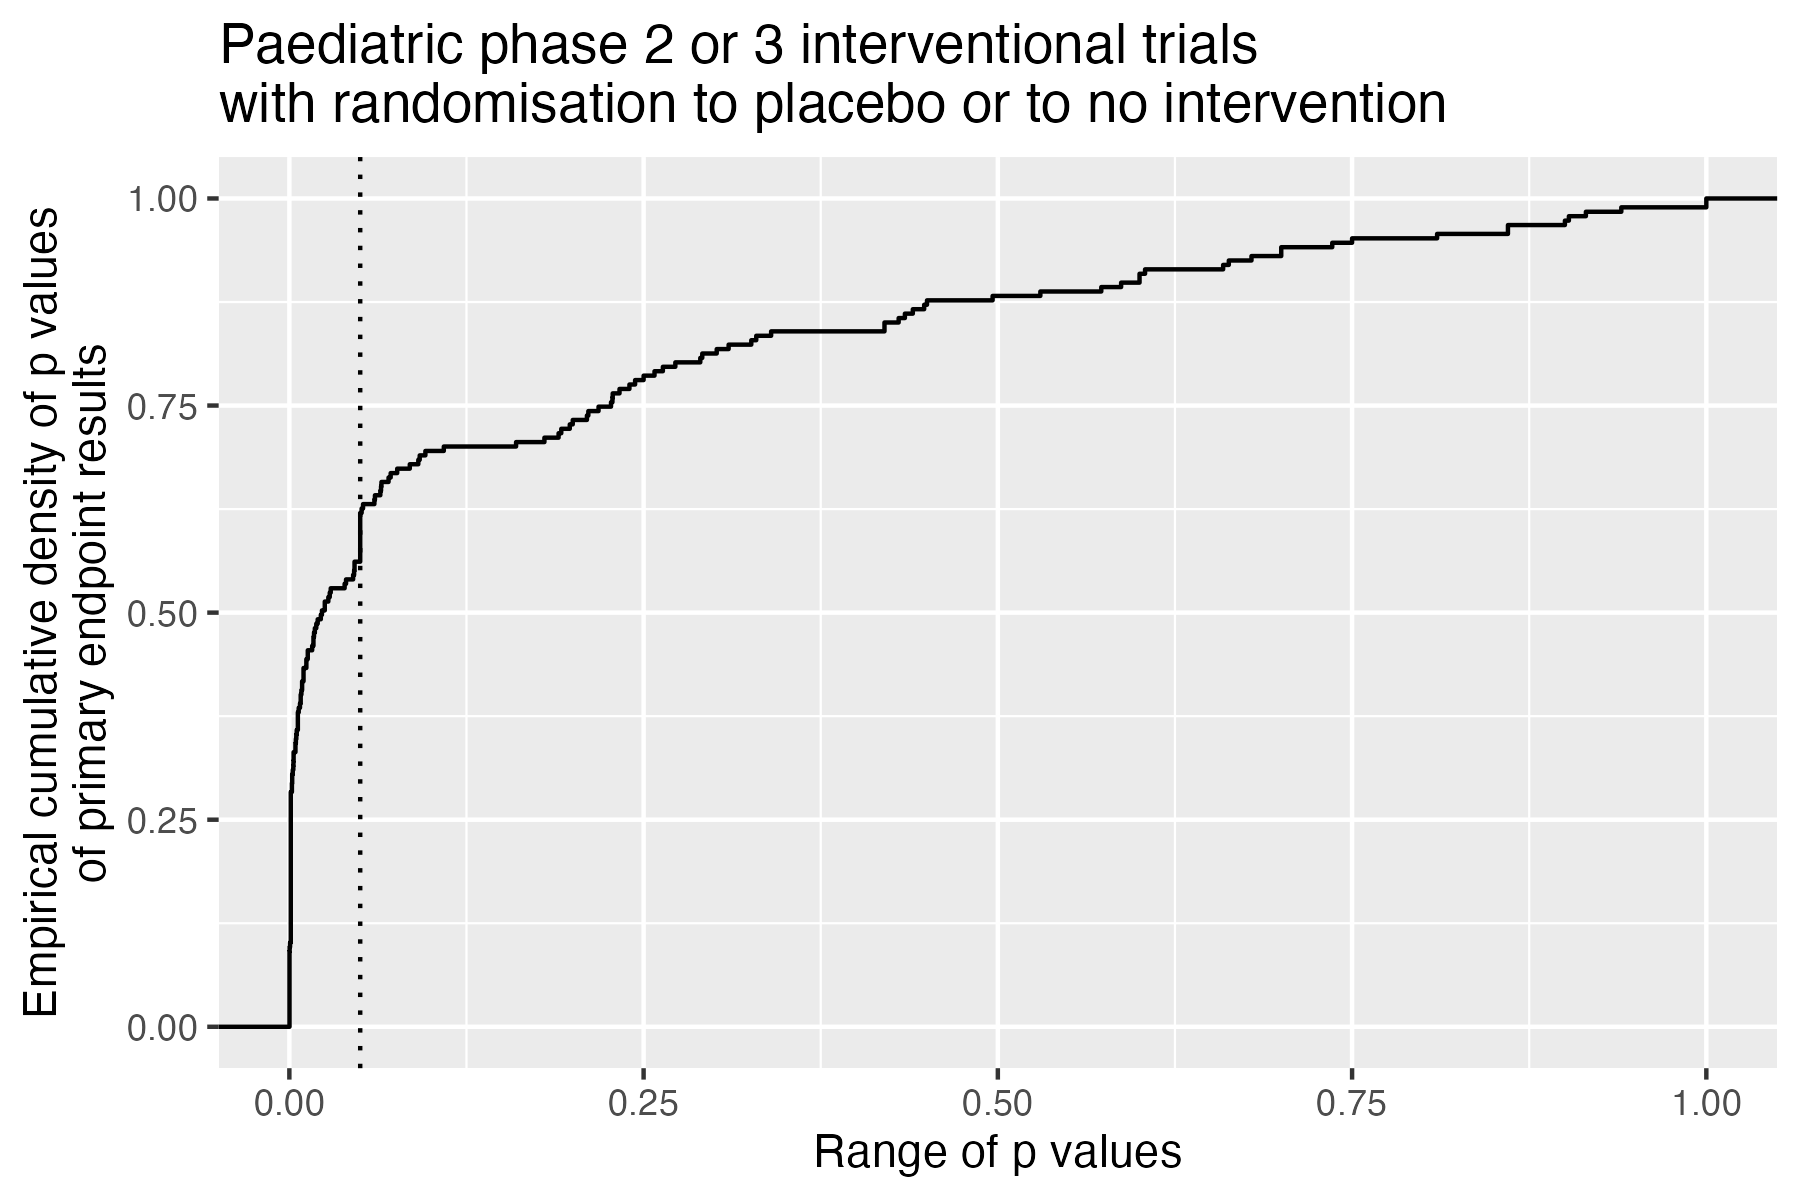 Paediatric phase 2 or 3 interventional trials
with randomisation to placebo or to no intervention
Empirical cumulative density of p values
of primary endpoint results
1.00
0.75
0.50
0.25
0.00
0.00
0.25
0.50
0.75
1.00
Range of p values